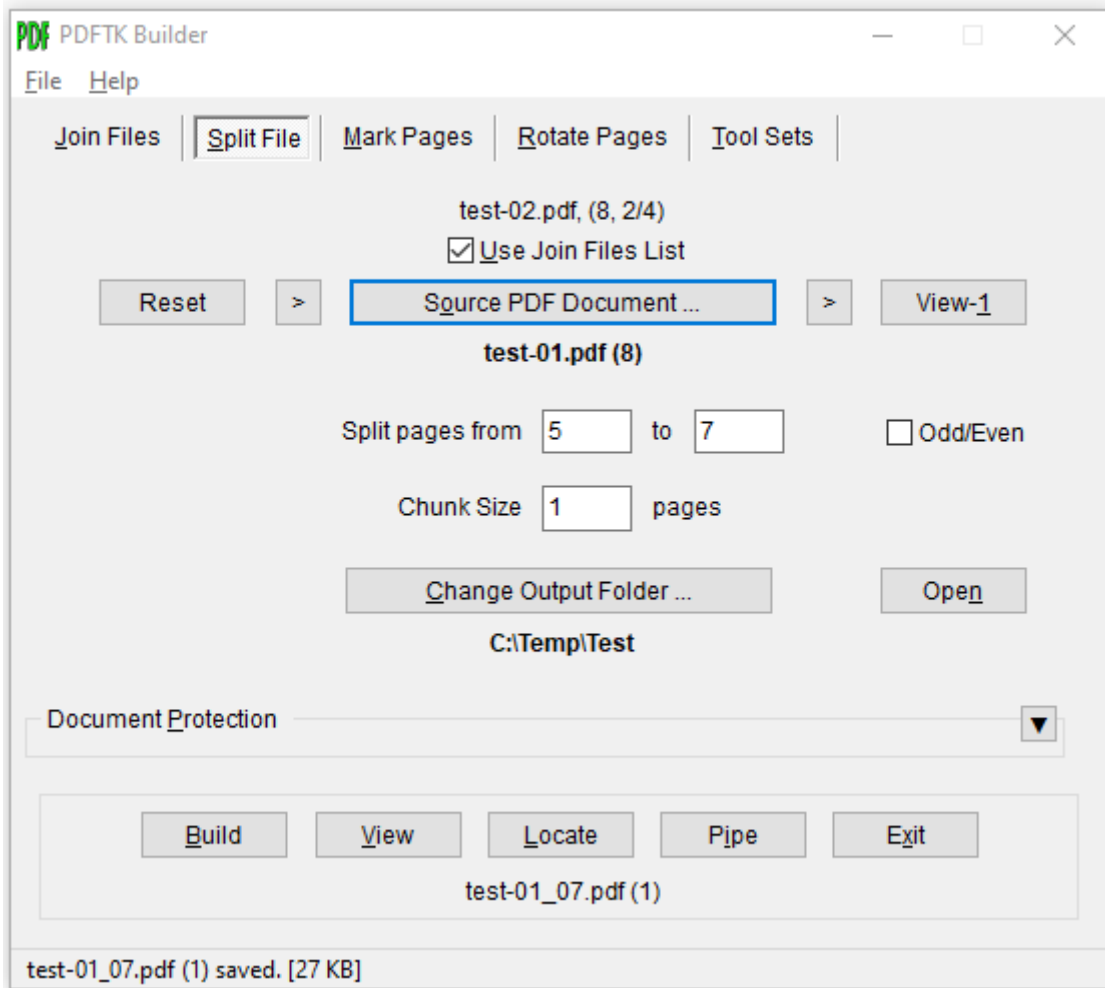 PDF PDFTK Builder
File Help
Join Files Split File Mark Pages Rotate Pages Tool Sets
test-02.pdf, (8, 2/4)
Use Join Files List
Reset > Source PDF Document ... > View-1
test-01.pdf (8)
Split pages from 5 to 7 Odd/Even
Chunk Size 1 pages
Change Output Folder ... Open
C:\Temp\Test
Document Protection
Build View Locate Pipe Exit
test-01_07.pdf (1)
test-01_07.pdf (1) saved. [27 KB]